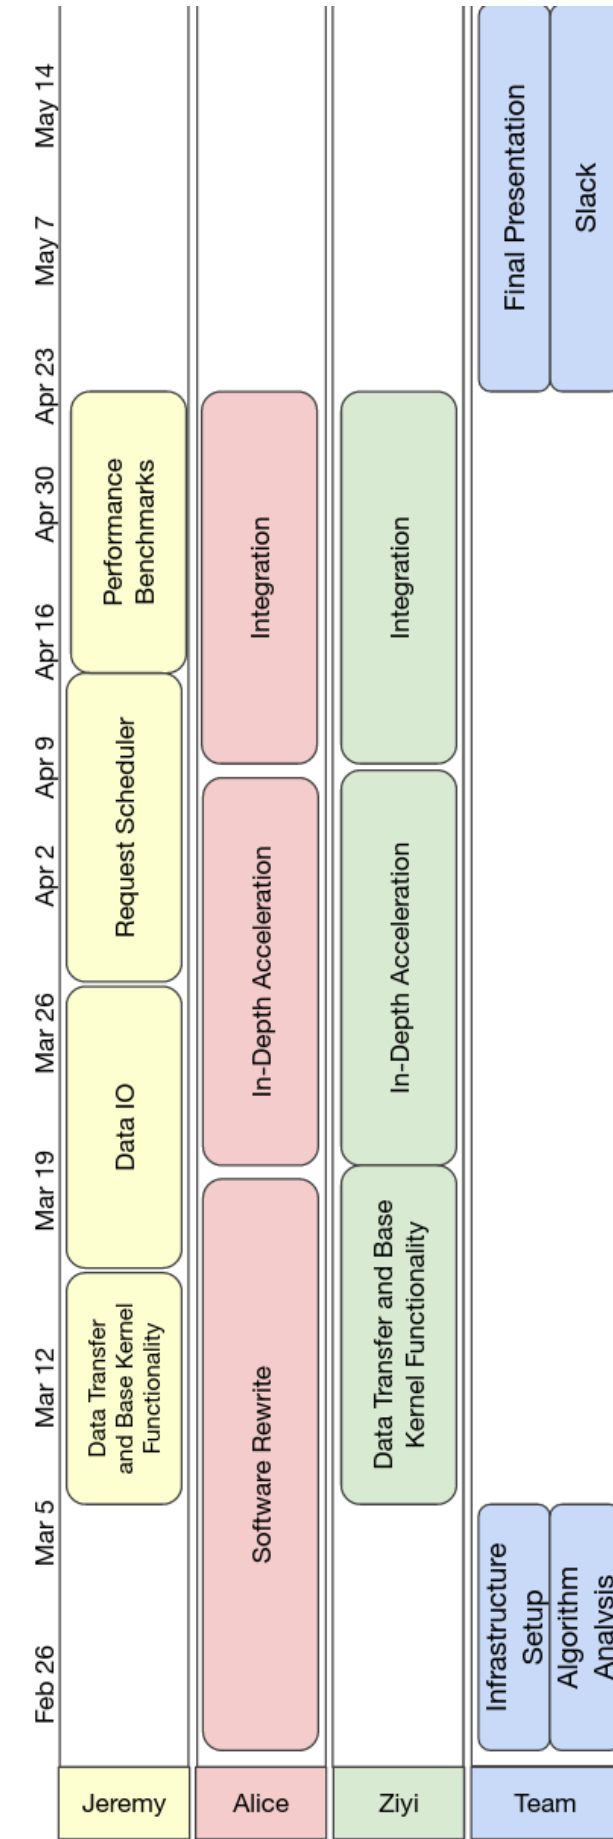 May 14
May 7
Apr 23
Apr 30
Apr 16
Apr 9
Apr 2
Mar 26
Mar 19
Mar 12
Mar 5
Feb 26
Performance
Benchmarks
Request Scheduler
Data IO
Data Transfer
and Base Kernel
Functionality
Jeremy
Integration
In-Depth Acceleration
Software Rewrite
Alice
Integration
In-Depth Acceleration
Data Transfer and Base
Kernel Functionality
Ziyi
Final Presentation
Slack
Infrastructure
Setup
Algorithm
Analysis
Team